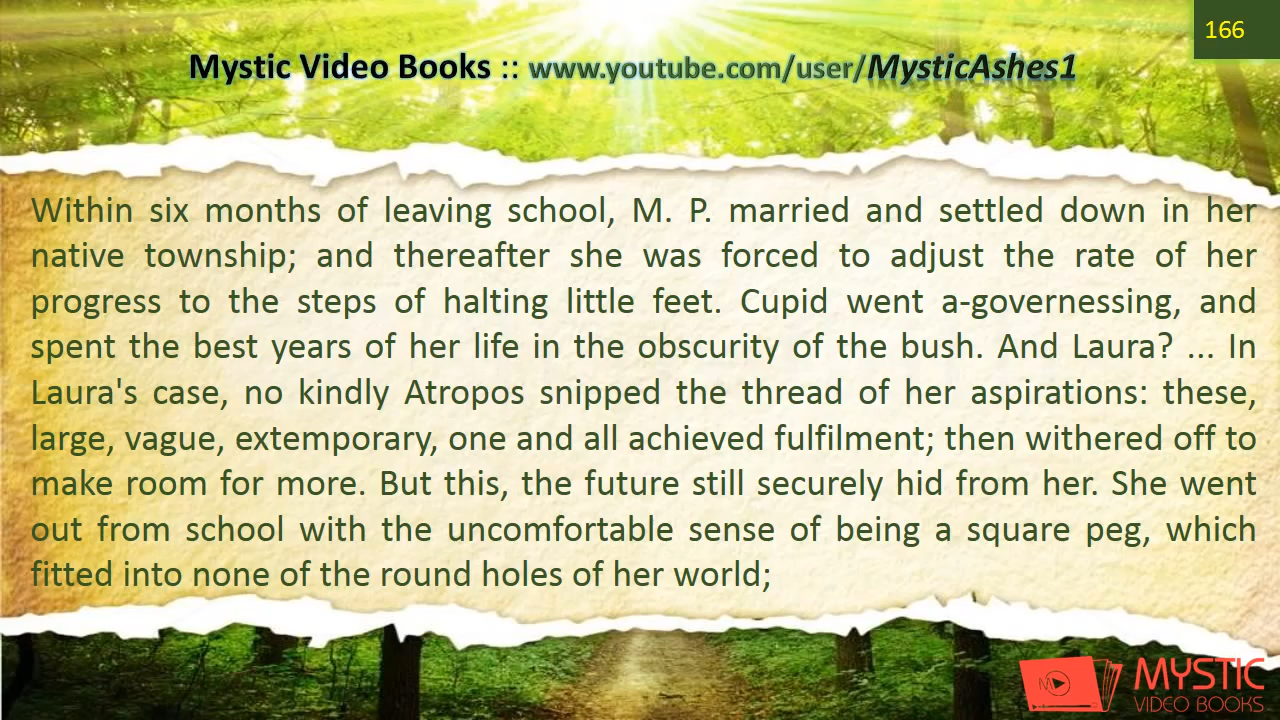 166
Mystic Video Books :: www.youtube.com/user/MysticAshes1
Within six months of leaving school, M. P. married and settled down in her
native township; and thereafter she was forced to adjust the rate of her
progress to the steps of halting little feet. Cupid went a-governessing, and
spent the best years of her life in the obscurity of the bush. And Laura? ... In
Laura's case, no kindly Atropos snipped the thread of her aspirations: these,
large, vague, extemporary, one and all achieved fulfilment; then withered off to
make room for more. But this, the future still securely hid from her. She went
out from school with the uncomfortable sense of being a square peg, which
fitted into none of the round holes of her world;
MYSTIC
VIDEO BOOKS